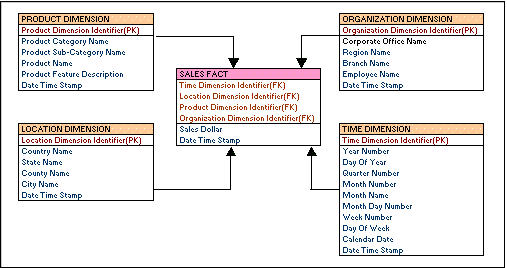 PRODUCT DIMENSION
Product Dimension Identifier(PK)
Product Category Name
Product Sub-Category Name
Product Name
Product Feature Description
Date Time Stamp
ORGANIZATION DIMENSION
Organization Dimension Identifier(PK)
Corporate Office Name
Region Name
Branch Name
Employee Name
Date Time Stamp
SALES FACT
Time Dimension Identifier(FK)
Location Dimension Identifier(FK)
Product Dimension Identifier(FK)
Organization Dimension Identifier(FK)
Sales Dollar
Date Time Stamp
LOCATION DIMENSION
Location Dimension Identifier(PK)
Country Name
State Name
County Name
City Name
Date Time Stamp
TIME DIMENSION
Time Dimension Identifier(PK)
Year Number
Day Of Year
Quarter Number
Month Number
Month Name
Month Day Number
Week Number
Day Of Week
Calendar Date
Date Time Stamp